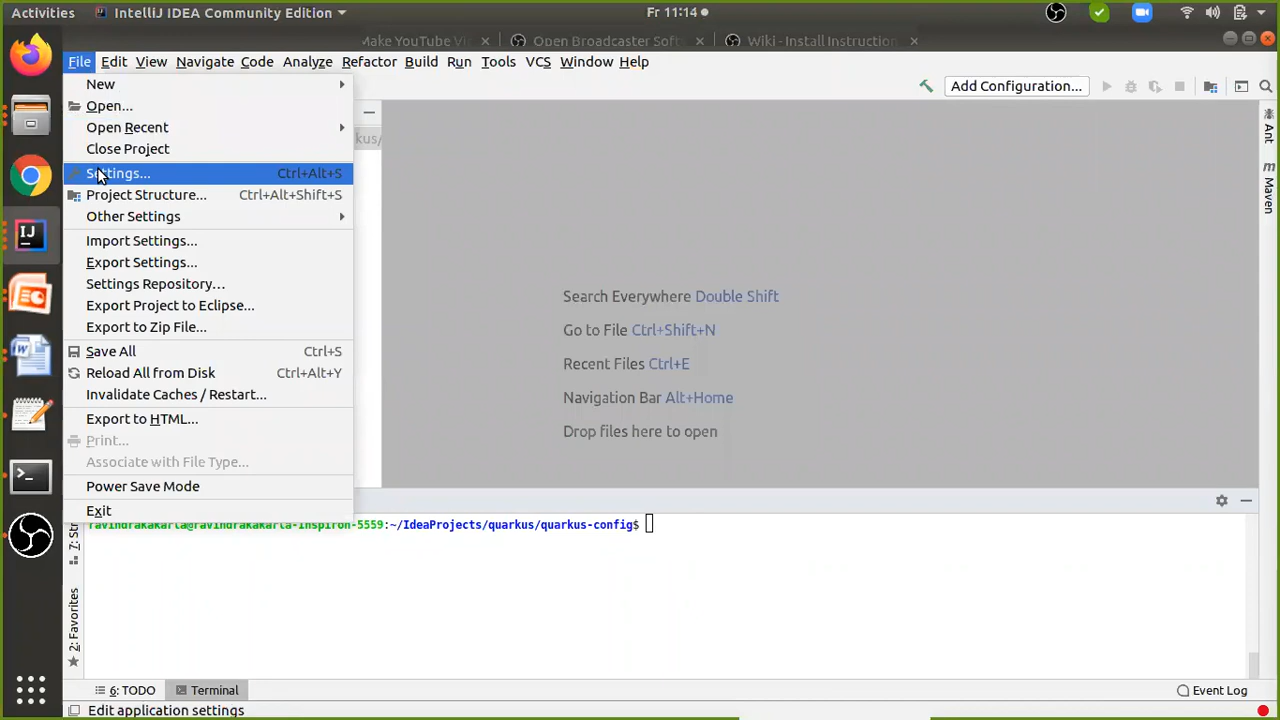 Activities
IntelliJ IDEA Community Edition
Fr 11:14
Make YouTube Vi
Open Broadcaster Soft
Wiki - Install Instruction
File Edit View Navigate Code Analyze Refactor Build Run Tools VCS Window Help
New
Open...
Open Recent
Close Project
Settings... Ctrl+Alt+S
Project Structure... Ctrl+Alt+Shift+S
Other Settings
Import Settings...
Export Settings...
Settings Repository...
Export Project to Eclipse...
Export to Zip File...
Save All Ctrl+S
Reload All from Disk Ctrl+Alt+Y
Invalidate Caches / Restart...
Export to HTML...
Print...
Associate with File Type...
Power Save Mode
Exit
Add Configuration...
kus/
Ant
Maven
Search Everywhere Double Shift
Go to File Ctrl+Shift+N
Recent Files Ctrl+E
Navigation Bar Alt+Home
Drop files here to open
ravindrakakarla@ravindrakakarla-Inspiron-5559:~/IdeaProjects/quarkus/quarkus-config$
7: Str
2: Favorites
6: TODO
Terminal
Event Log
Edit application settings